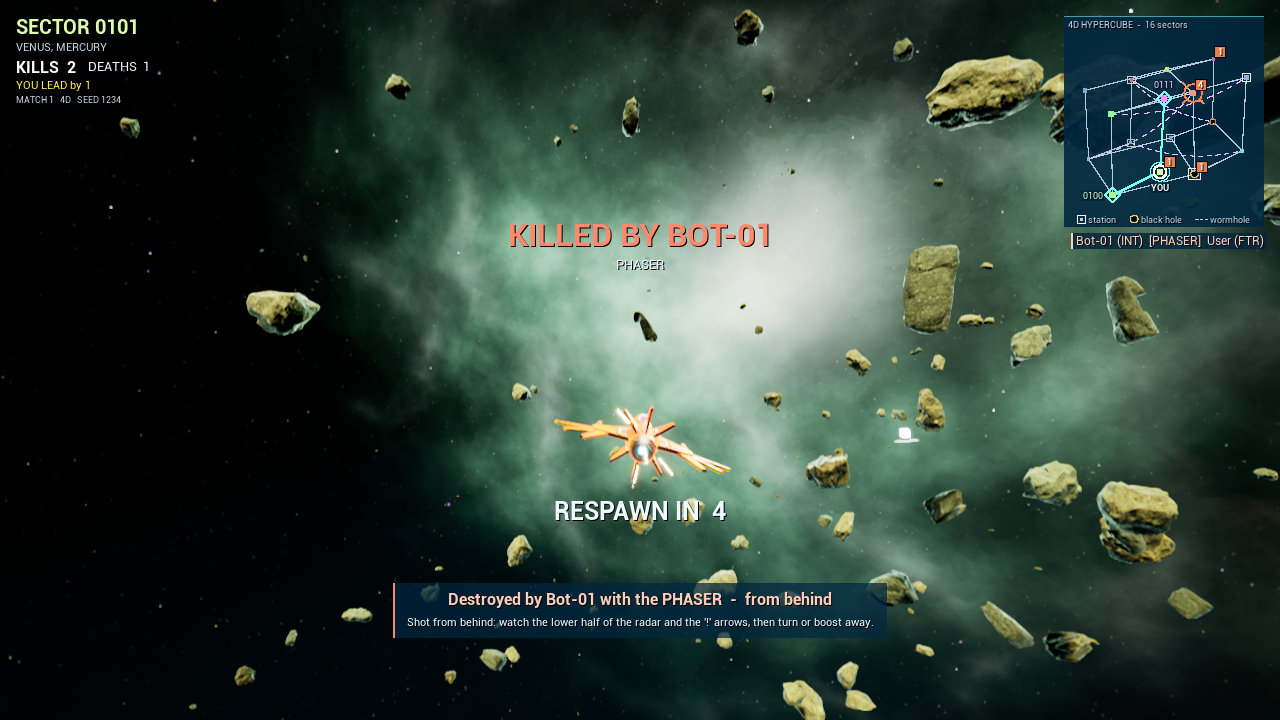 SECTOR 0101
VENUS, MERCURY
KILLS 2 DEATHS 1
YOU LEAD by 1
MATCH 1 4D SEED 1234
4D HYPERCUBE - 16 sectors
1
0111
1
1
YOU
0100
station black hole wormhole
Bot-01 (INT) [PHASER] User (FTR)
KILLED BY BOT-01
PHASER
RESPAWN IN 4
Destroyed by Bot-01 with the PHASER - from behind
Shot from behind: watch the lower half of the radar and the '!' arrows, then turn or boost away.